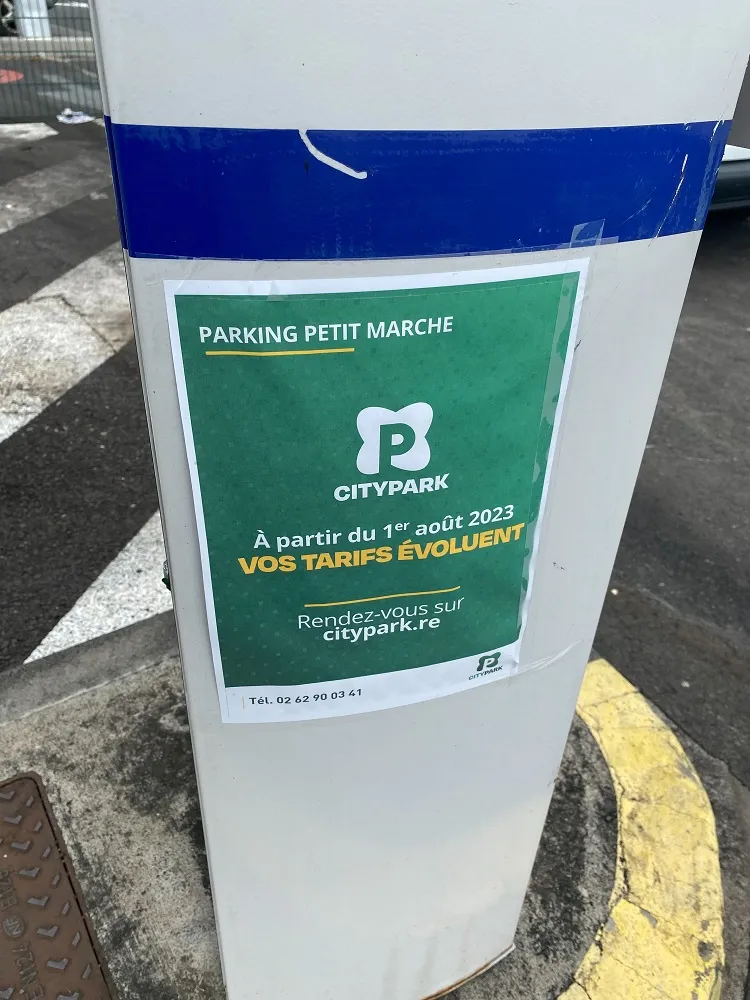 PARKING PETIT MARCHE
P
CITYPARK
À partir du 1er août 2023
VOS TARIFS ÉVOLUENT
Rendez-vous sur
citypark.re
P
CITYPARK
Tél. 02 62 90 03 41